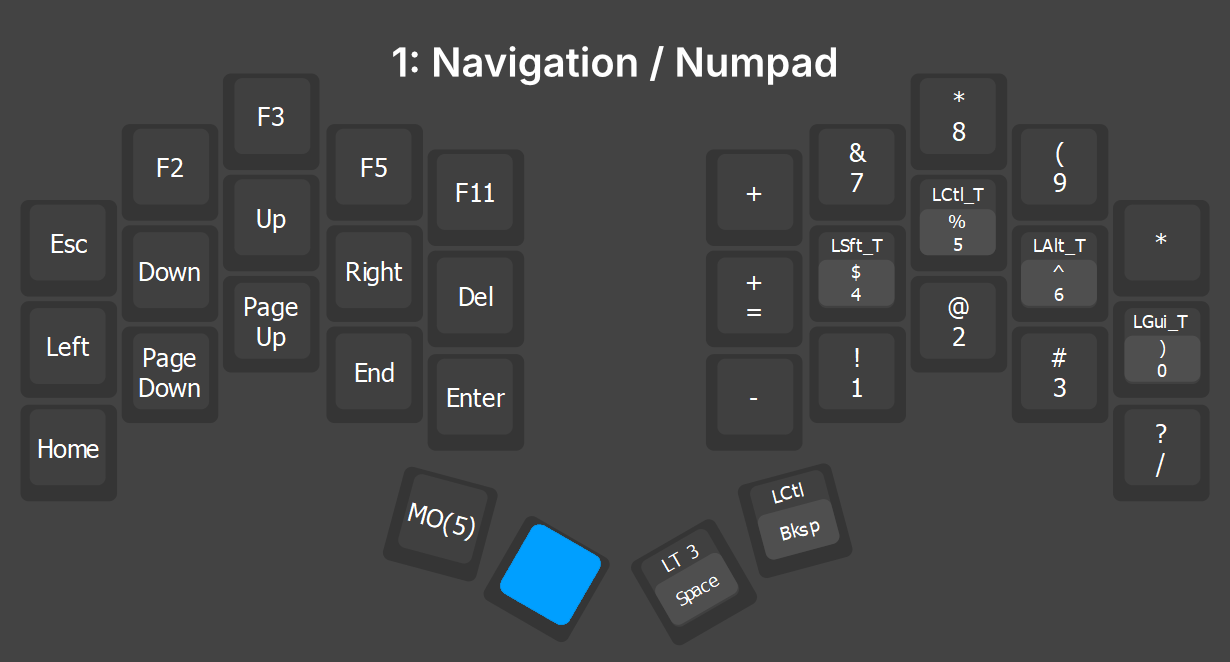 1: Navigation / Numpad
Esc
F2
F3
F5
F11
Left
Down
Up
Right
Del
Home
Page
Down
Page
Up
End
Enter
MO(5)
+
&
7
*
8
(
9
*
+
=
LSft_T
$
4
LCtl_T
%
5
LAlt_T
^
6
LGui_T
)
0
-
!
1
@
2
#
3
?
/
LT 3
Space
LCtl
Bksp